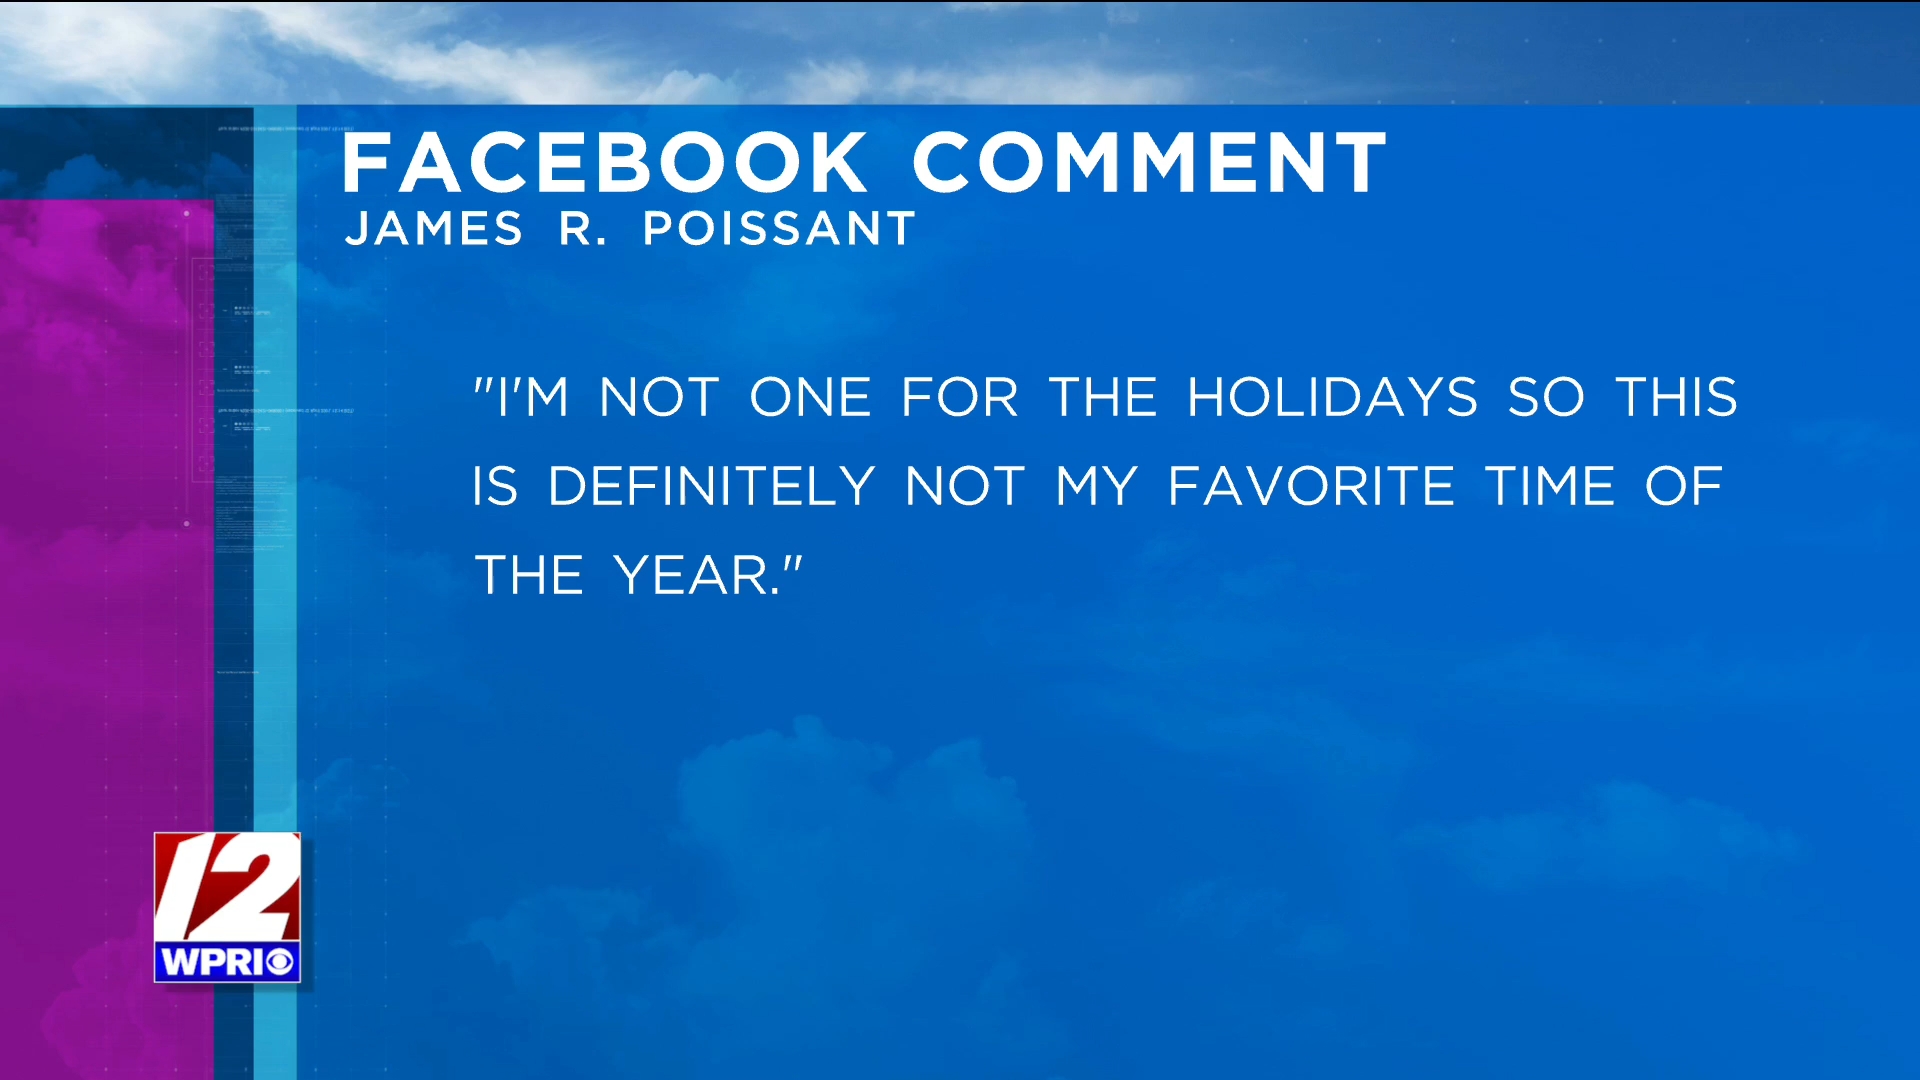 FACEBOOK COMMENT
JAMES R. POISSANT
"I'M NOT ONE FOR THE HOLIDAYS SO THIS
IS DEFINITELY NOT MY FAVORITE TIME OF
THE YEAR."
12
WPRI